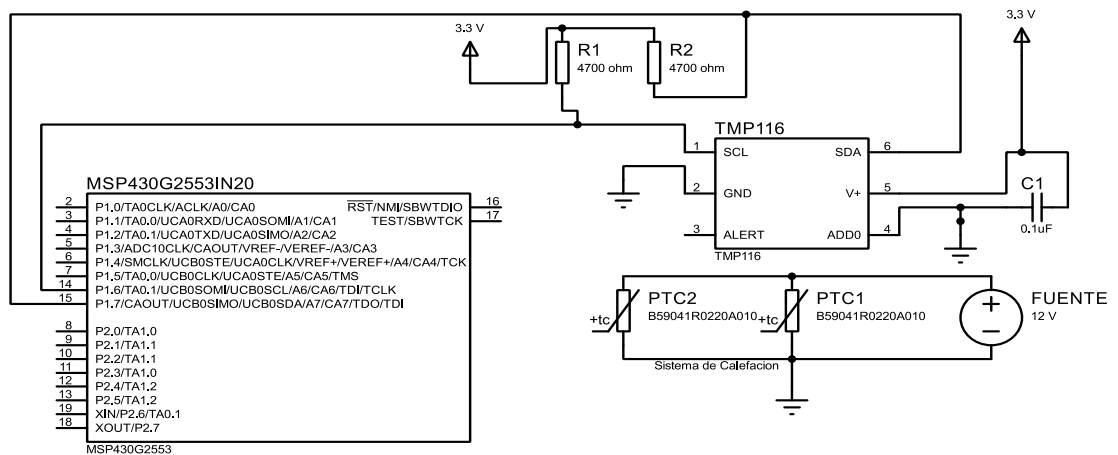 3.3 V
R1
4700 ohm
R2
4700 ohm
3.3 V
TMP116
1 SCL
2 GND
3 ALERT
SDA 6
V+ 5
ADD0 4
TMP116
C1
0.1uF
MSP430G2553IN20
2 P1.0/TA0CLK/ACLK/A0/CA0
3 P1.1/TA0.0/UCA0RXD/UCA0SOMI/A1/CA1
4 P1.2/TA0.1/UCA0TXD/UCA0SIMO/A2/CA2
5 P1.3/ADC10CLK/CAOUT/VREF-/VEREF-/A3/CA3
6 P1.4/SMCLK/UCB0STE/UCA0CLK/VREF+/VEREF+/A4/CA4/TCK
7 P1.5/TA0.0/UCB0CLK/UCA0STE/A5/CA5/TMS
14 P1.6/TA0.1/UCB0SOMI/UCB0SCL/A6/CA6/TDI/TCLK
15 P1.7/CAOUT/UCB0SIMO/UCB0SDA/A7/CA7/TDO/TDI
8 P2.0/TA1.0
9 P2.1/TA1.1
10 P2.2/TA1.1
11 P2.3/TA1.0
12 P2.4/TA1.2
13 P2.5/TA1.2
19 XIN/P2.6/TA0.1
18 XOUT/P2.7
RST/NMI/SBWTDIO 16
TEST/SBWTCK 17
MSP430G2553
PTC2
B59041R0220A010
+tc
PTC1
B59041R0220A010
+tc
FUENTE
12 V
Sistema de Calefacion